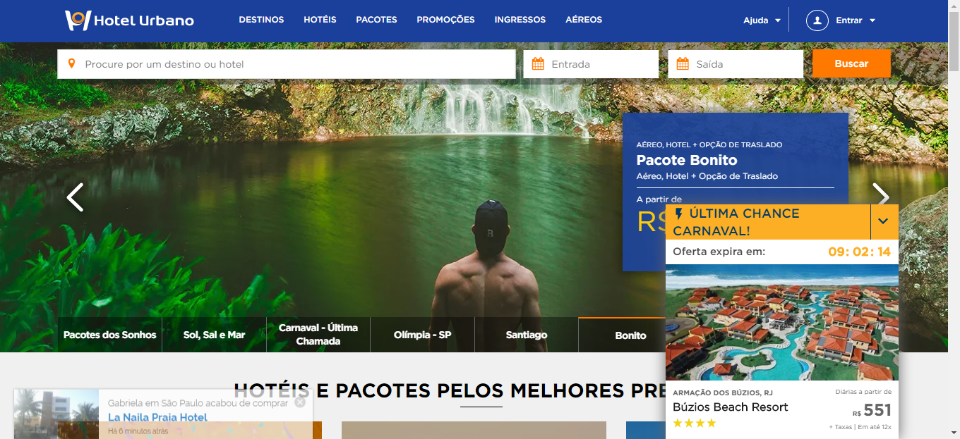 Hotel Urbano
DESTINOS HOTÉIS PACOTES PROMOÇÕES INGRESSOS AÉREOS
Ajuda Entrar
Procure por um destino ou hotel
Entrada
Saída
Buscar
AÉREO, HOTEL + OPÇÃO DE TRASLADO
Pacote Bonito
Aéreo, Hotel + Opção de Traslado
A partir de
R$
ÚLTIMA CHANCE
CARNAVAL!
Oferta expira em: 09: 02: 14
Pacotes dos Sonhos
Sol, Sal e Mar
Carnaval - Última
Chamada
Olímpia - SP
Santiago
Bonito
HOTÉIS E PACOTES PELOS MELHORES PRE
Gabriela em São Paulo acabou de comprar
La Naila Praia Hotel
Há 6 minutos atrás
ARMAÇÃO DOS BÚZIOS, RJ
Búzios Beach Resort
Diárias a partir de
R$ 551
+ Taxas | Em até 12x